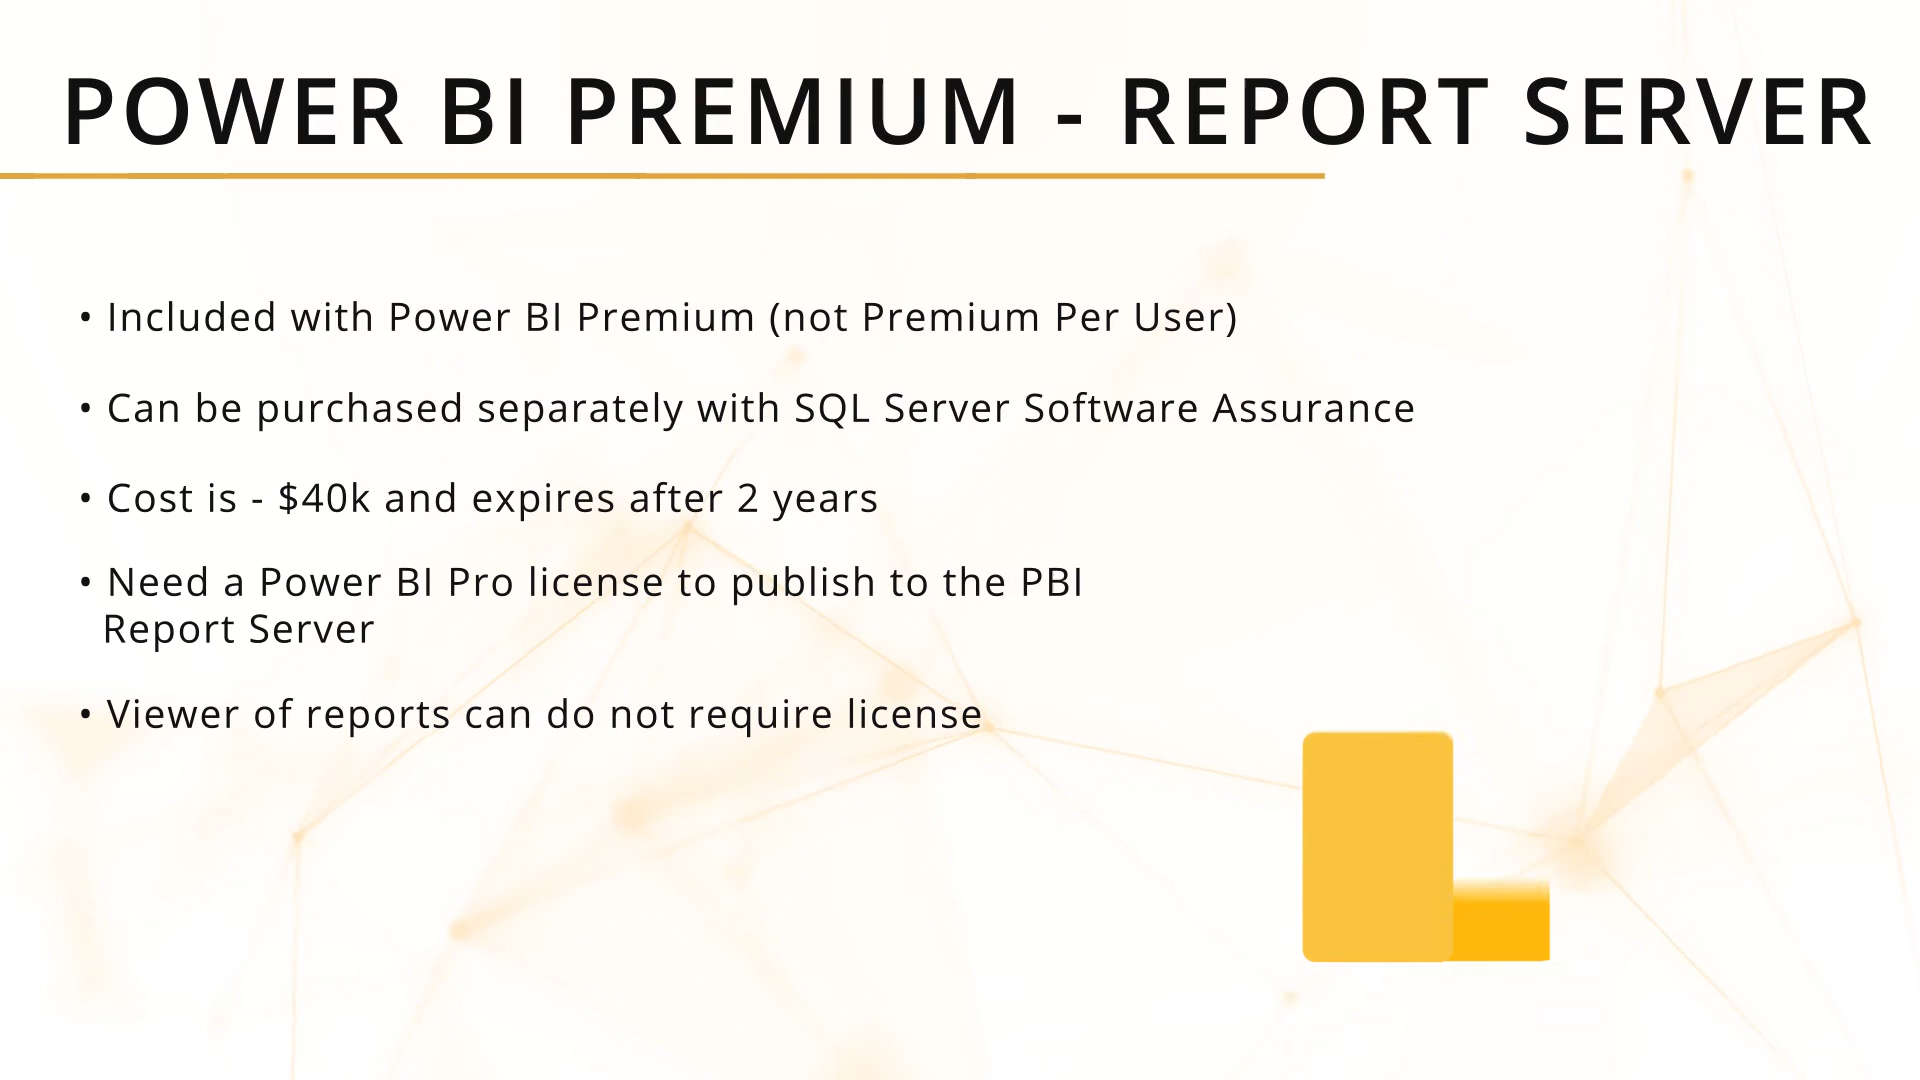 POWER BI PREMIUM - REPORT SERVER
• Included with Power BI Premium (not Premium Per User)
• Can be purchased separately with SQL Server Software Assurance
• Cost is - $40k and expires after 2 years
• Need a Power BI Pro license to publish to the PBI
Report Server
• Viewer of reports can do not require license